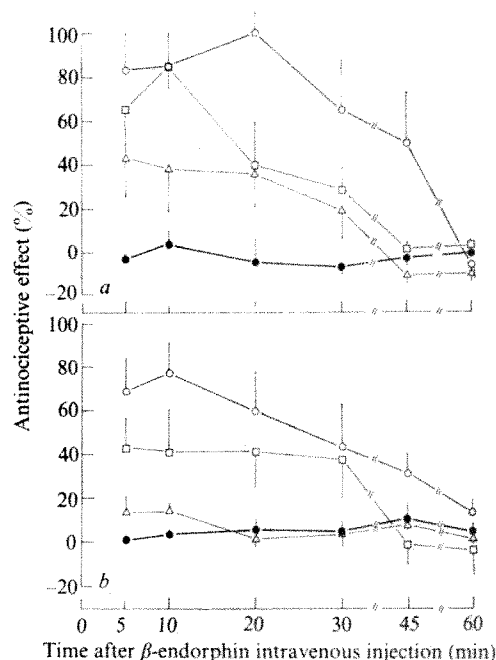 100
80
60
40
20
0
−20
a
100
80
60
40
20
0
−20
b
Antinociceptive effect (%)
0 5 10 20 30 45 60
Time after β-endorphin intravenous injection (min)